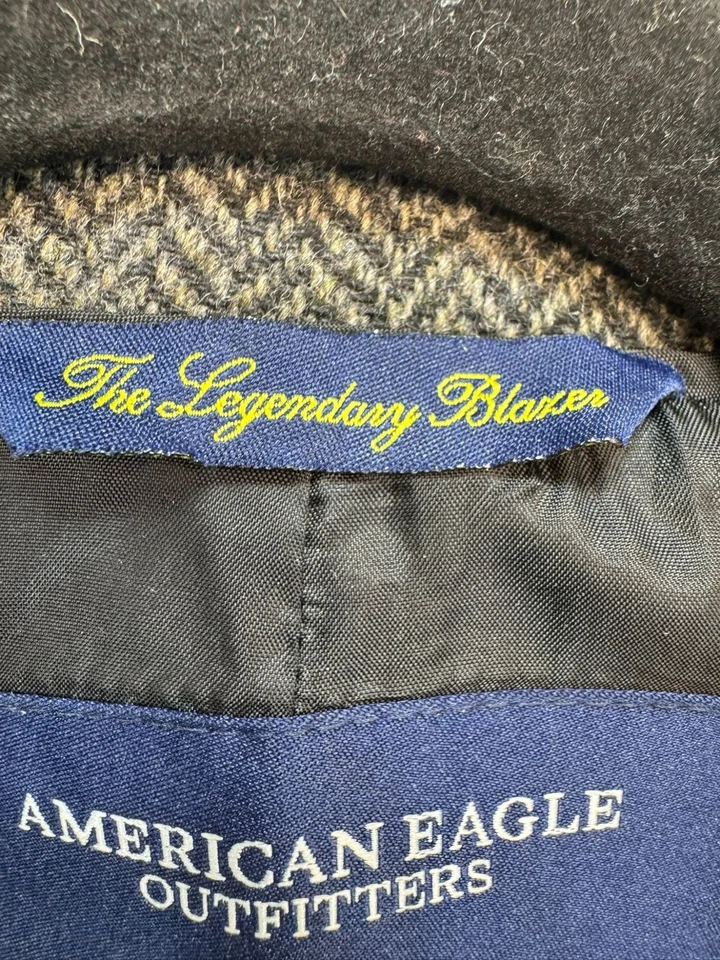 The Legendary Blazer
AMERICAN EAGLE
OUTFITTERS